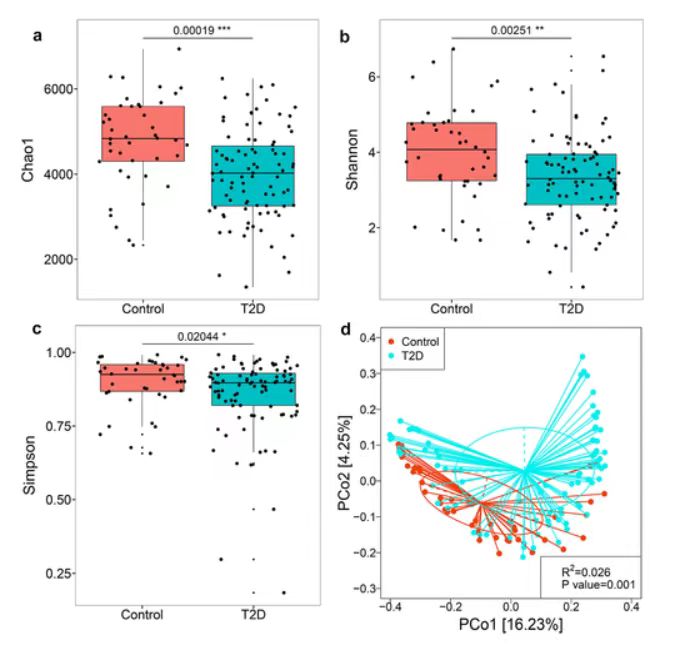 a
0.00019 ***
Chao1
6000
4000
2000
Control
T2D
b
0.00251 **
Shannon
6
4
2
Control
T2D
c
0.02044 *
Simpson
1.00
0.75
0.50
0.25
Control
T2D
d
Control
T2D
PCo2 [4.25%]
0.4
0.3
0.2
0.1
0.0
−0.1
−0.2
−0.3
R²=0.026
P value=0.001
−0.4 −0.2 0.0 0.2 0.4
PCo1 [16.23%]